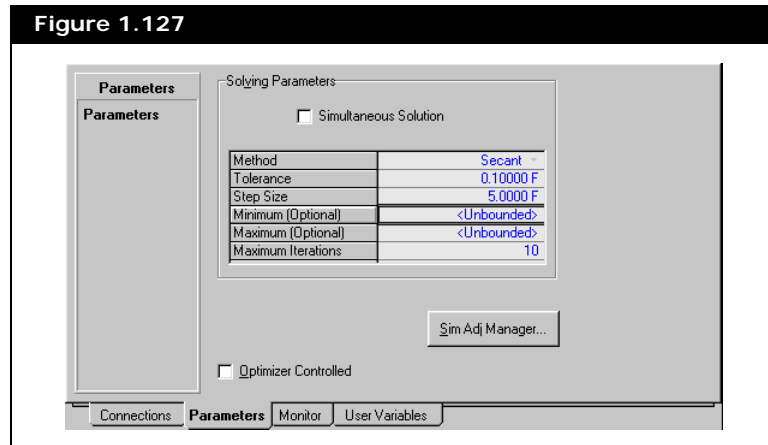 Figure 1.127
Parameters
Parameters
Solving Parameters
Simultaneous Solution
Method Secant
Tolerance 0.10000 F
Step Size 5.0000 F
Minimum (Optional) <Unbounded>
Maximum (Optional) <Unbounded>
Maximum Iterations 10
Sim Adj Manager...
Optimizer Controlled
Connections Parameters Monitor User Variables